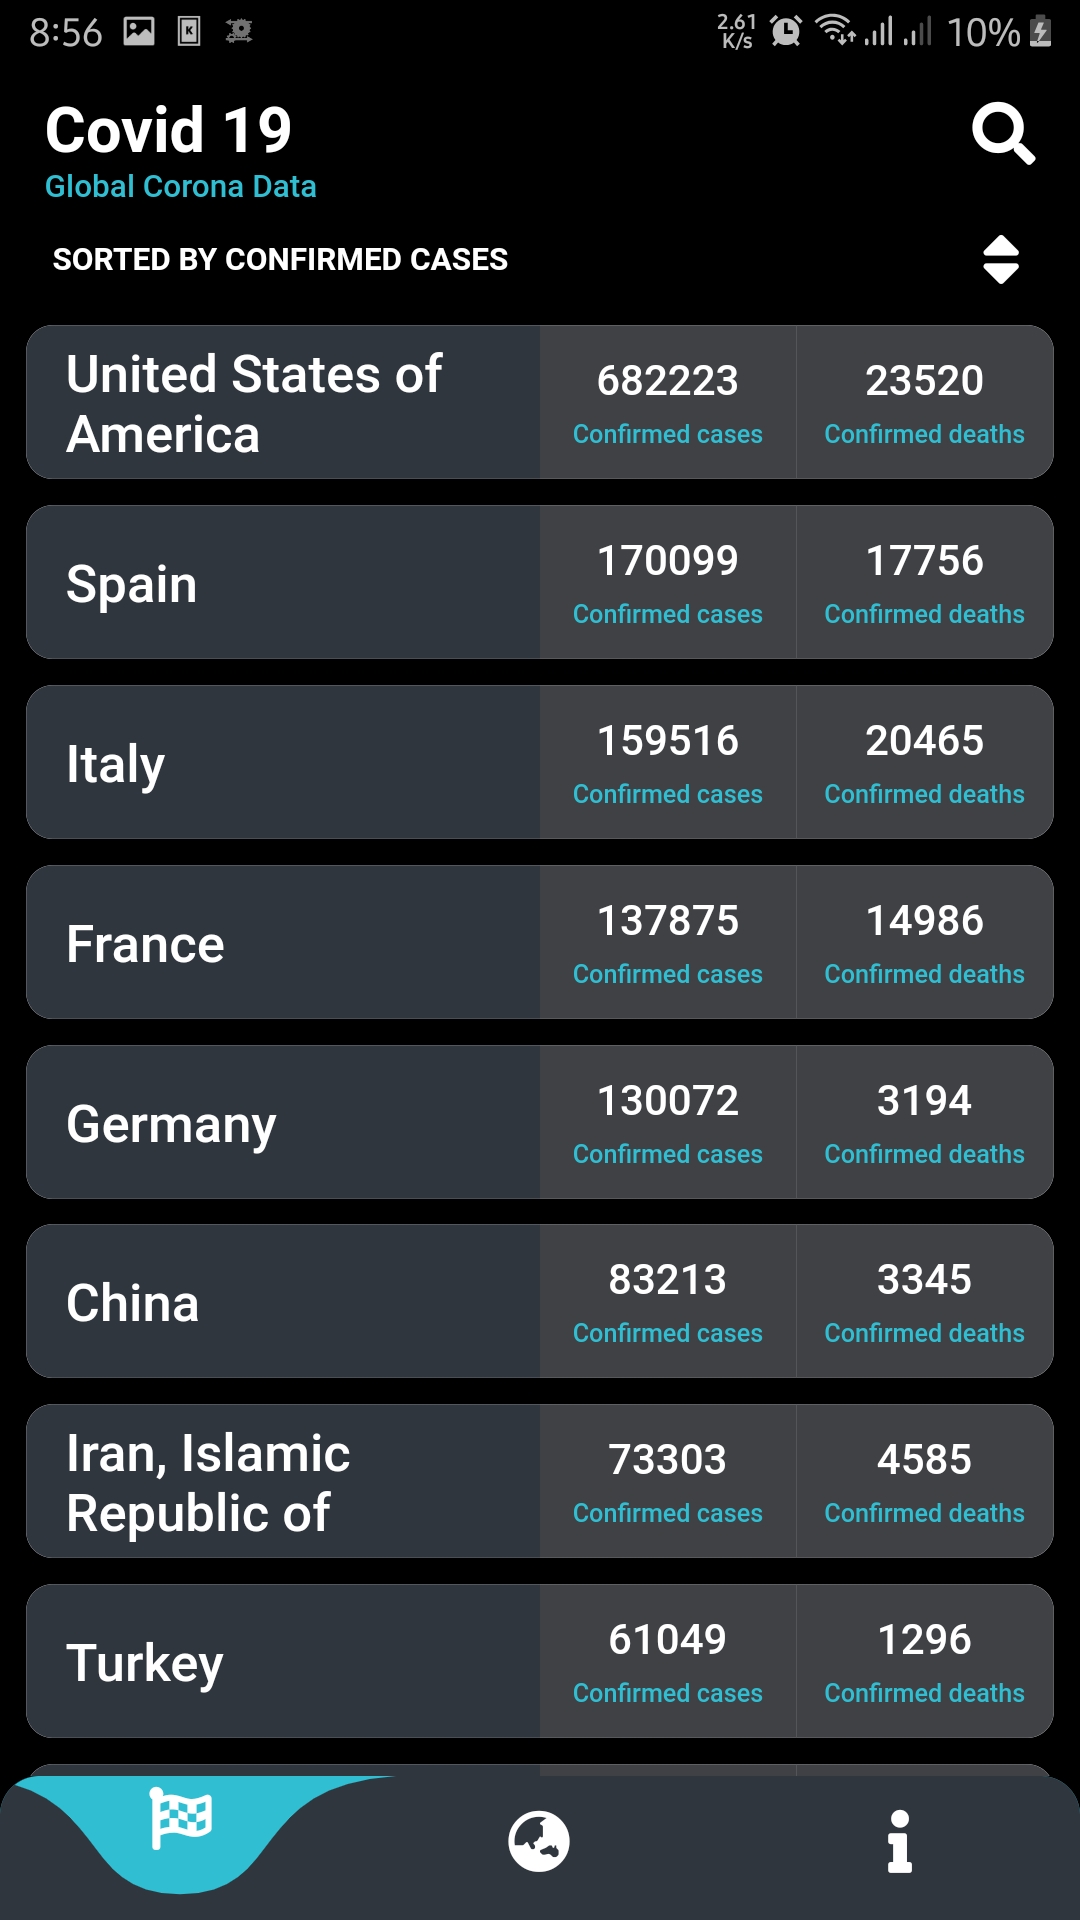 8:56
K
2.61
K/s
10%
Covid 19
Global Corona Data
SORTED BY CONFIRMED CASES
United States of
America
682223
Confirmed cases
23520
Confirmed deaths
Spain
170099
Confirmed cases
17756
Confirmed deaths
Italy
159516
Confirmed cases
20465
Confirmed deaths
France
137875
Confirmed cases
14986
Confirmed deaths
Germany
130072
Confirmed cases
3194
Confirmed deaths
China
83213
Confirmed cases
3345
Confirmed deaths
Iran, Islamic
Republic of
73303
Confirmed cases
4585
Confirmed deaths
Turkey
61049
Confirmed cases
1296
Confirmed deaths